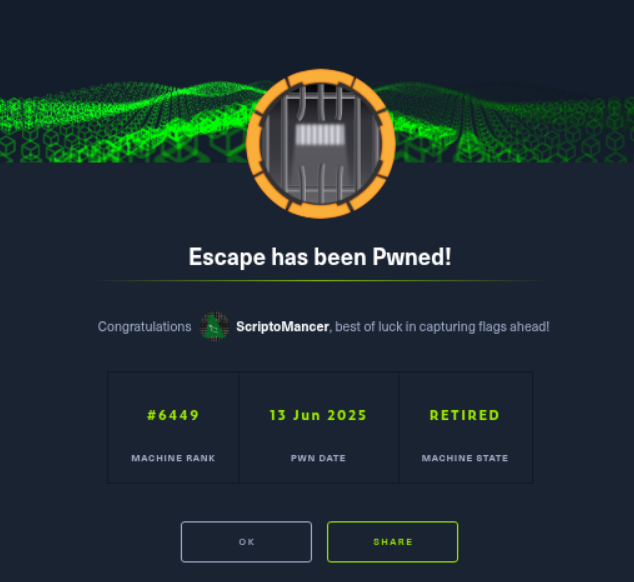 Escape has been Pwned!
Congratulations ScriptoMancer, best of luck in capturing flags ahead!
#6449 13 Jun 2025 RETIRED
MACHINE RANK PWN DATE MACHINE STATE
OK SHARE